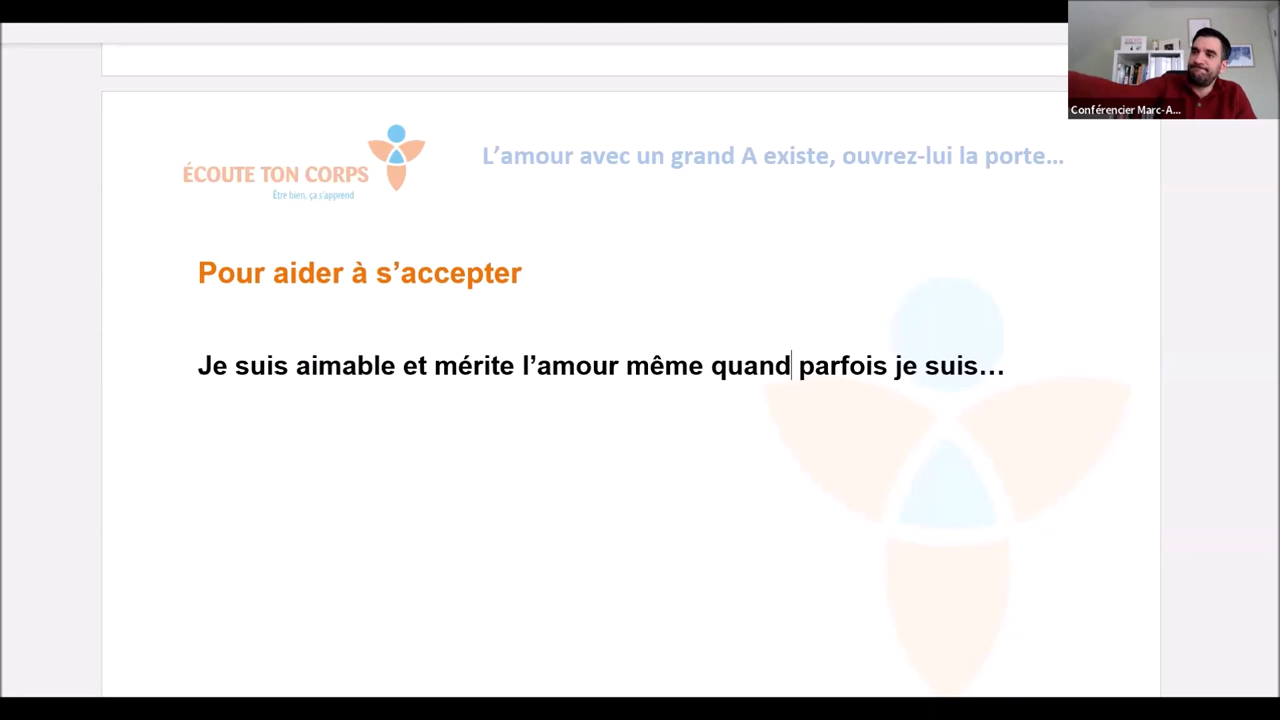 Conférencier Marc-A...
ÉCOUTE TON CORPS
Être bien, ça s'apprend
L’amour avec un grand A existe, ouvrez-lui la porte…
Pour aider à s’accepter
Je suis aimable et mérite l’amour même quand parfois je suis…